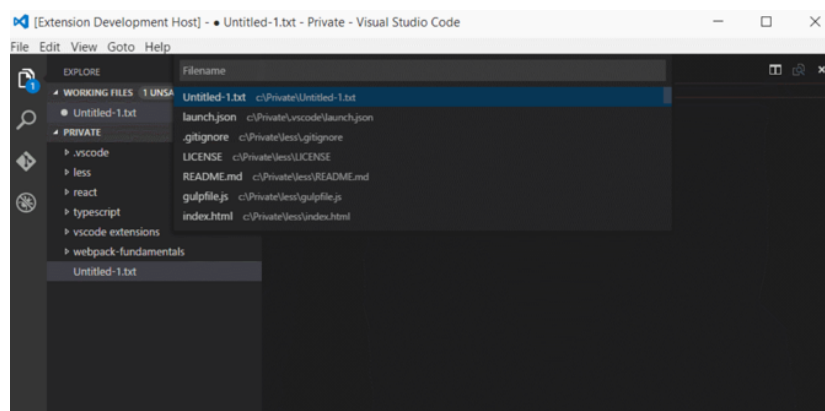 [Extension Development Host] - ● Untitled-1.txt - Private - Visual Studio Code
File Edit View Goto Help
EXPLORE
Filename
WORKING FILES 1 UNSA
Untitled-1.txt
PRIVATE
.vscode
less
react
typescript
vscode extensions
webpack-fundamentals
Untitled-1.txt
1
Untitled-1.txt c:\Private\Untitled-1.txt
launch.json c:\Private\.vscode\launch.json
.gitignore c:\Private\less\.gitignore
LICENSE c:\Private\less\LICENSE
README.md c:\Private\less\README.md
gulpfile.js c:\Private\less\gulpfile.js
index.html c:\Private\less\index.html